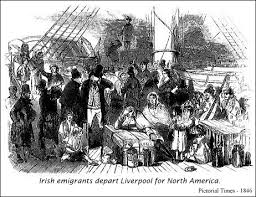 Irish emigrants depart Liverpool for North America.
Pictorial Times - 1846